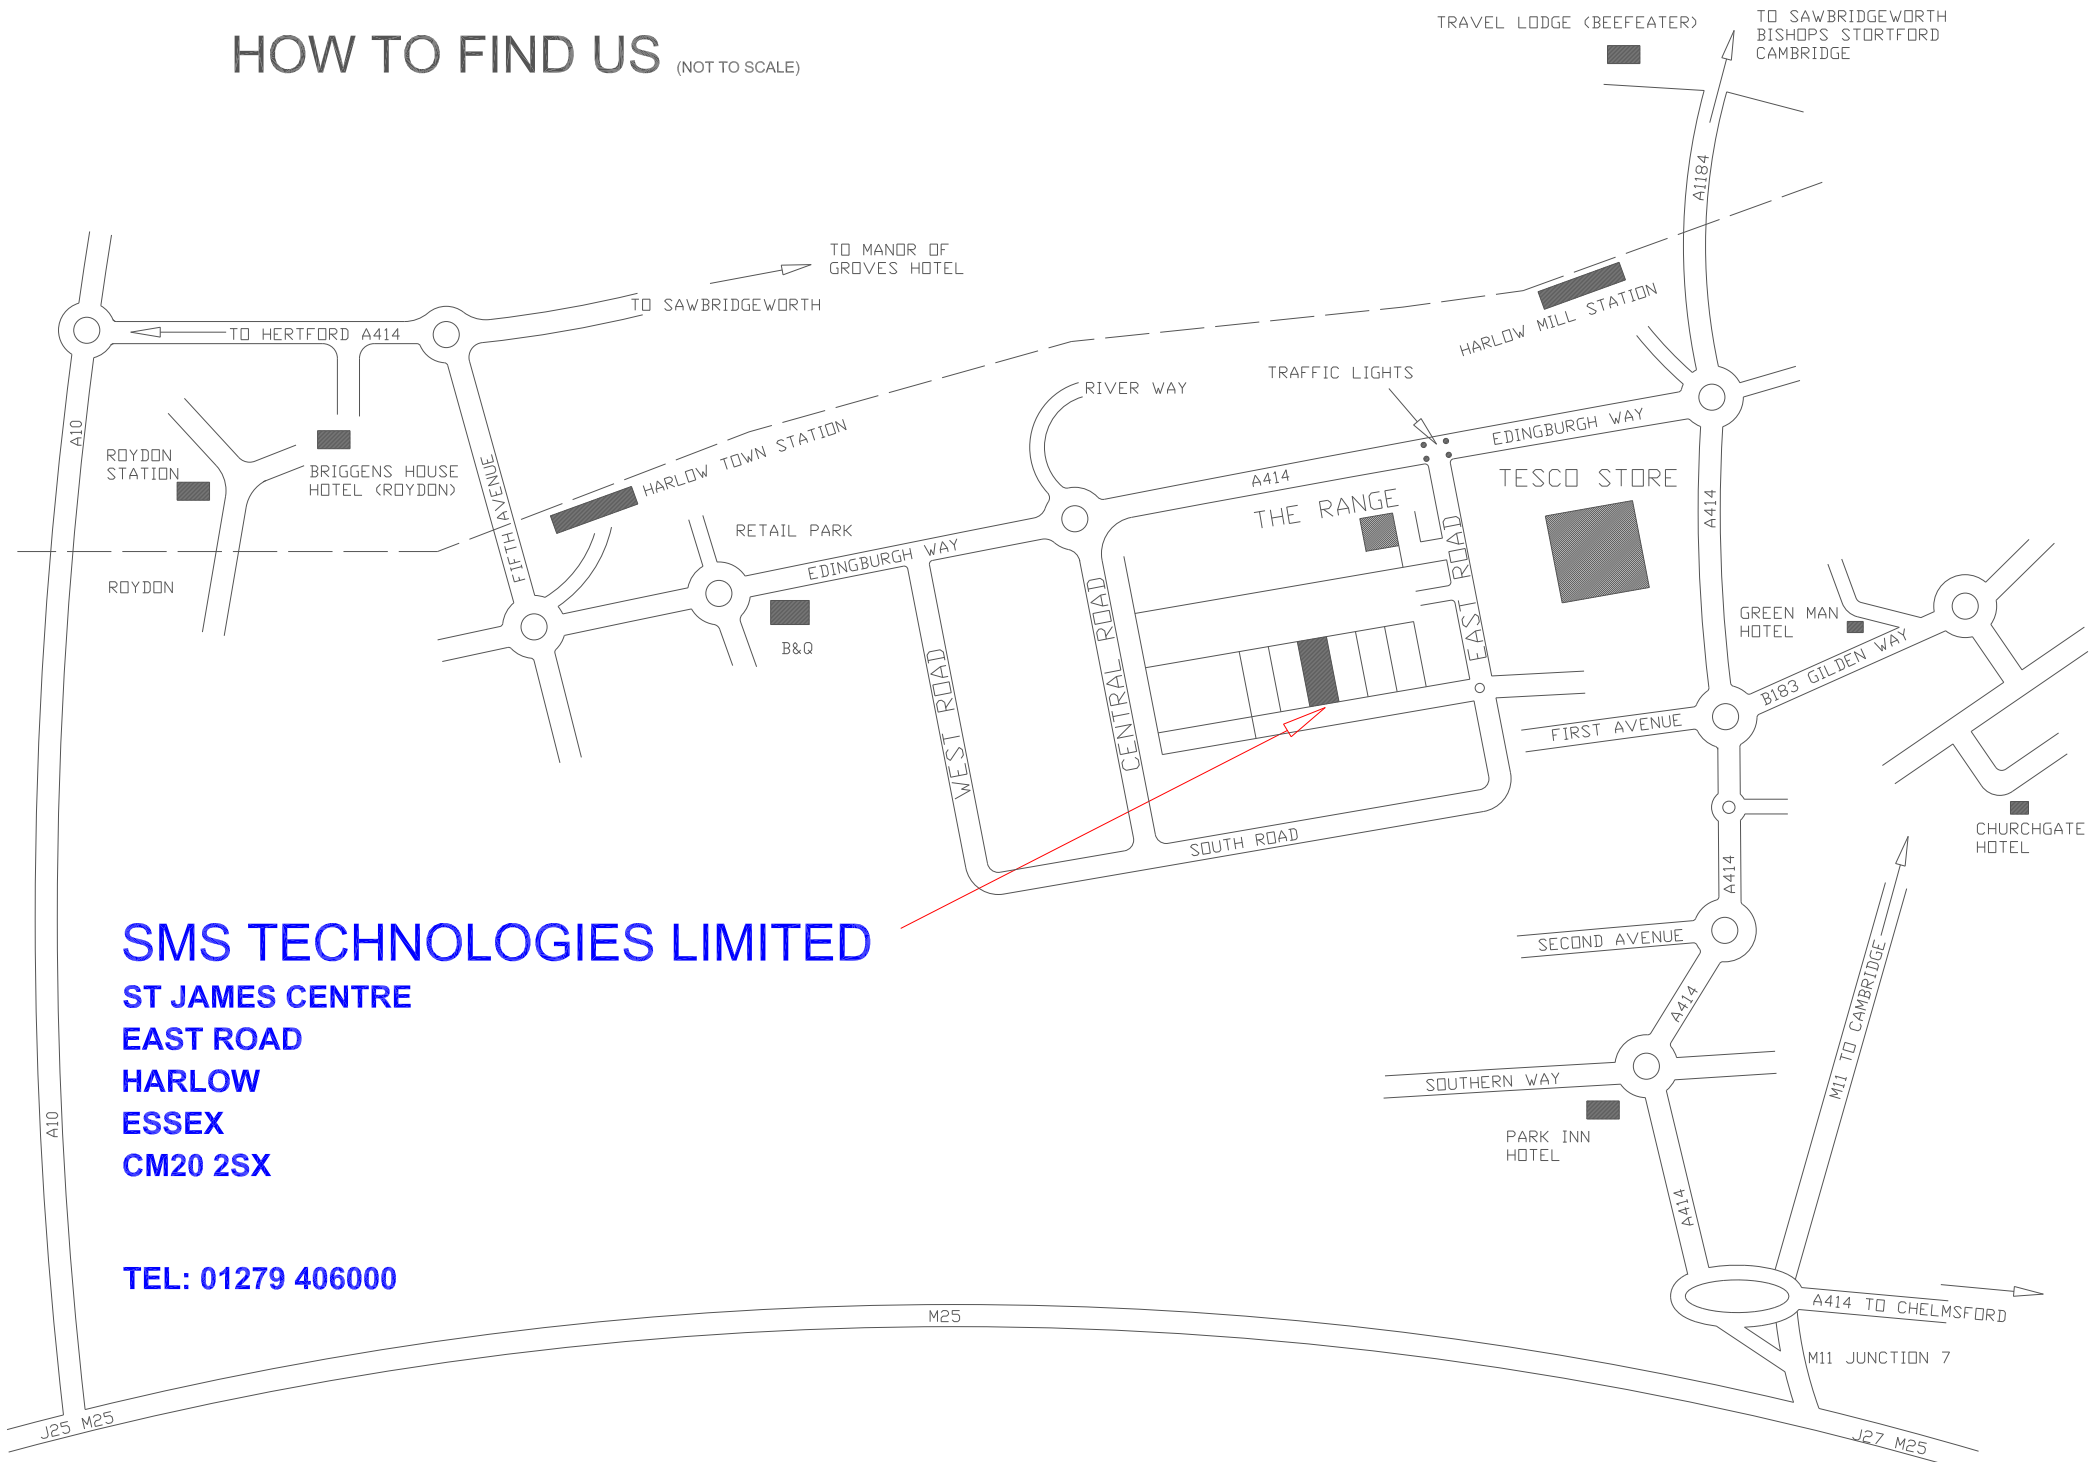 HOW TO FIND US (NOT TO SCALE)
TRAVEL LODGE (BEEFEATER)
TO SAWBRIDGEWORTH
BISHOPS STORTFORD
CAMBRIDGE
A1184
TO MANOR OF
GROVES HOTEL
TO SAWBRIDGEWORTH
TO HERTFORD A414
HARLOW MILL STATION
TRAFFIC LIGHTS
RIVER WAY
A10
ROYDON
STATION
BRIGGENS HOUSE
HOTEL (ROYDON)
FIFTH AVENUE
HARLOW TOWN STATION
EDINGBURGH WAY
TESCO STORE
A414
THE RANGE
A414
RETAIL PARK
EDINGBURGH WAY
ROYDON
B&Q
EAST ROAD
CENTRAL ROAD
WEST ROAD
GREEN MAN
HOTEL
B183 GILDEN WAY
FIRST AVENUE
SOUTH ROAD
CHURCHGATE
HOTEL
A414
SECOND AVENUE
SMS TECHNOLOGIES LIMITED
ST JAMES CENTRE
EAST ROAD
HARLOW
ESSEX
CM20 2SX
TEL: 01279 406000
A414
M11 TO CAMBRIDGE
SOUTHERN WAY
PARK INN
HOTEL
A10
A414
A414 TO CHELMSFORD
M25
M11 JUNCTION 7
J25 M25
J27 M25